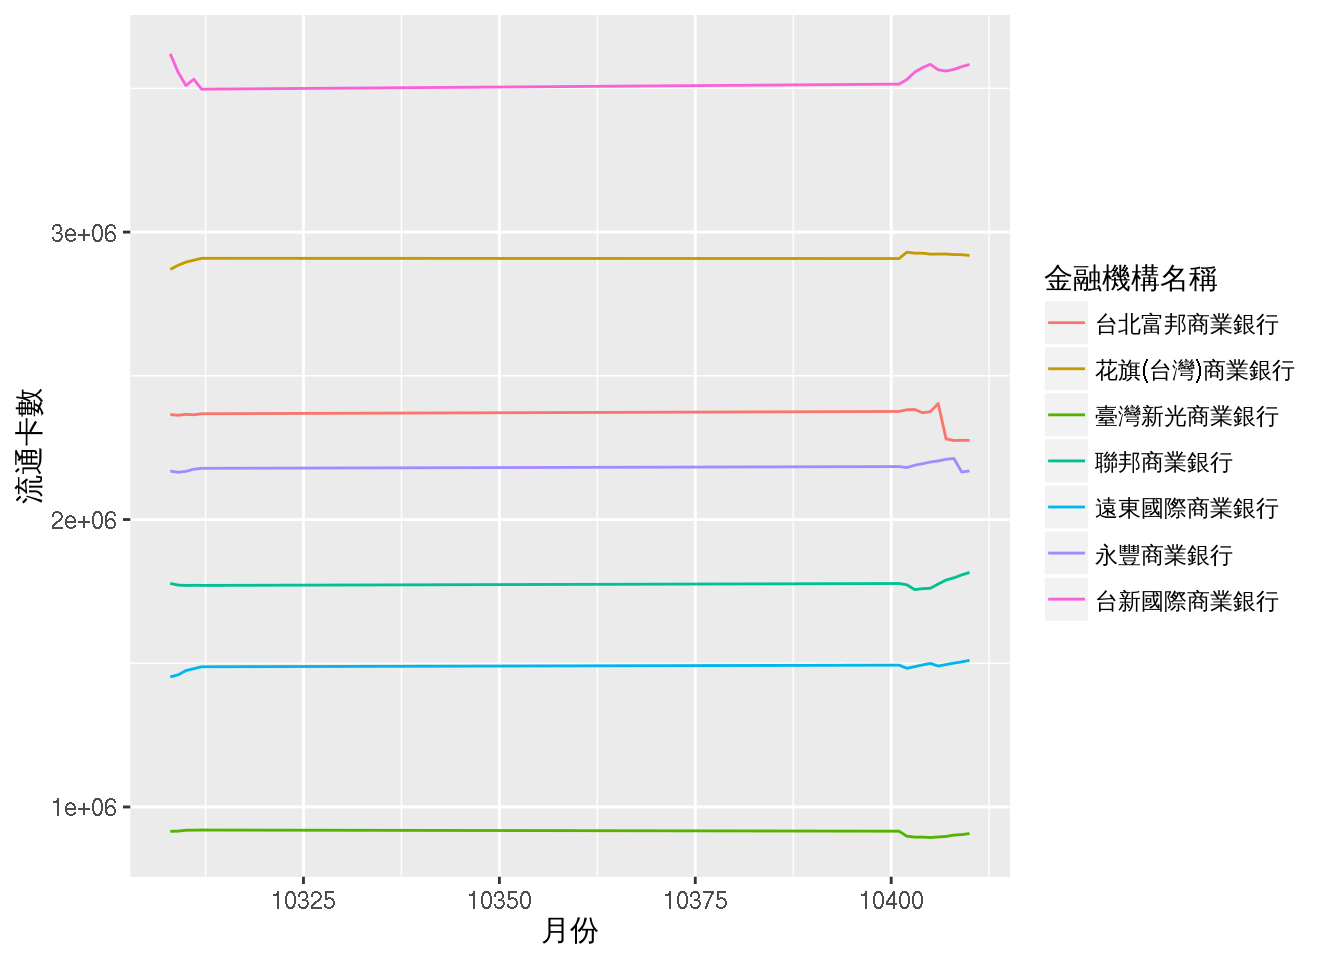 3e+06
2e+06
1e+06
流通卡數
10325
10350
10375
10400
月份
金融機構名稱
台北富邦商業銀行
花旗(台灣)商業銀行
臺灣新光商業銀行
聯邦商業銀行
遠東國際商業銀行
永豐商業銀行
台新國際商業銀行